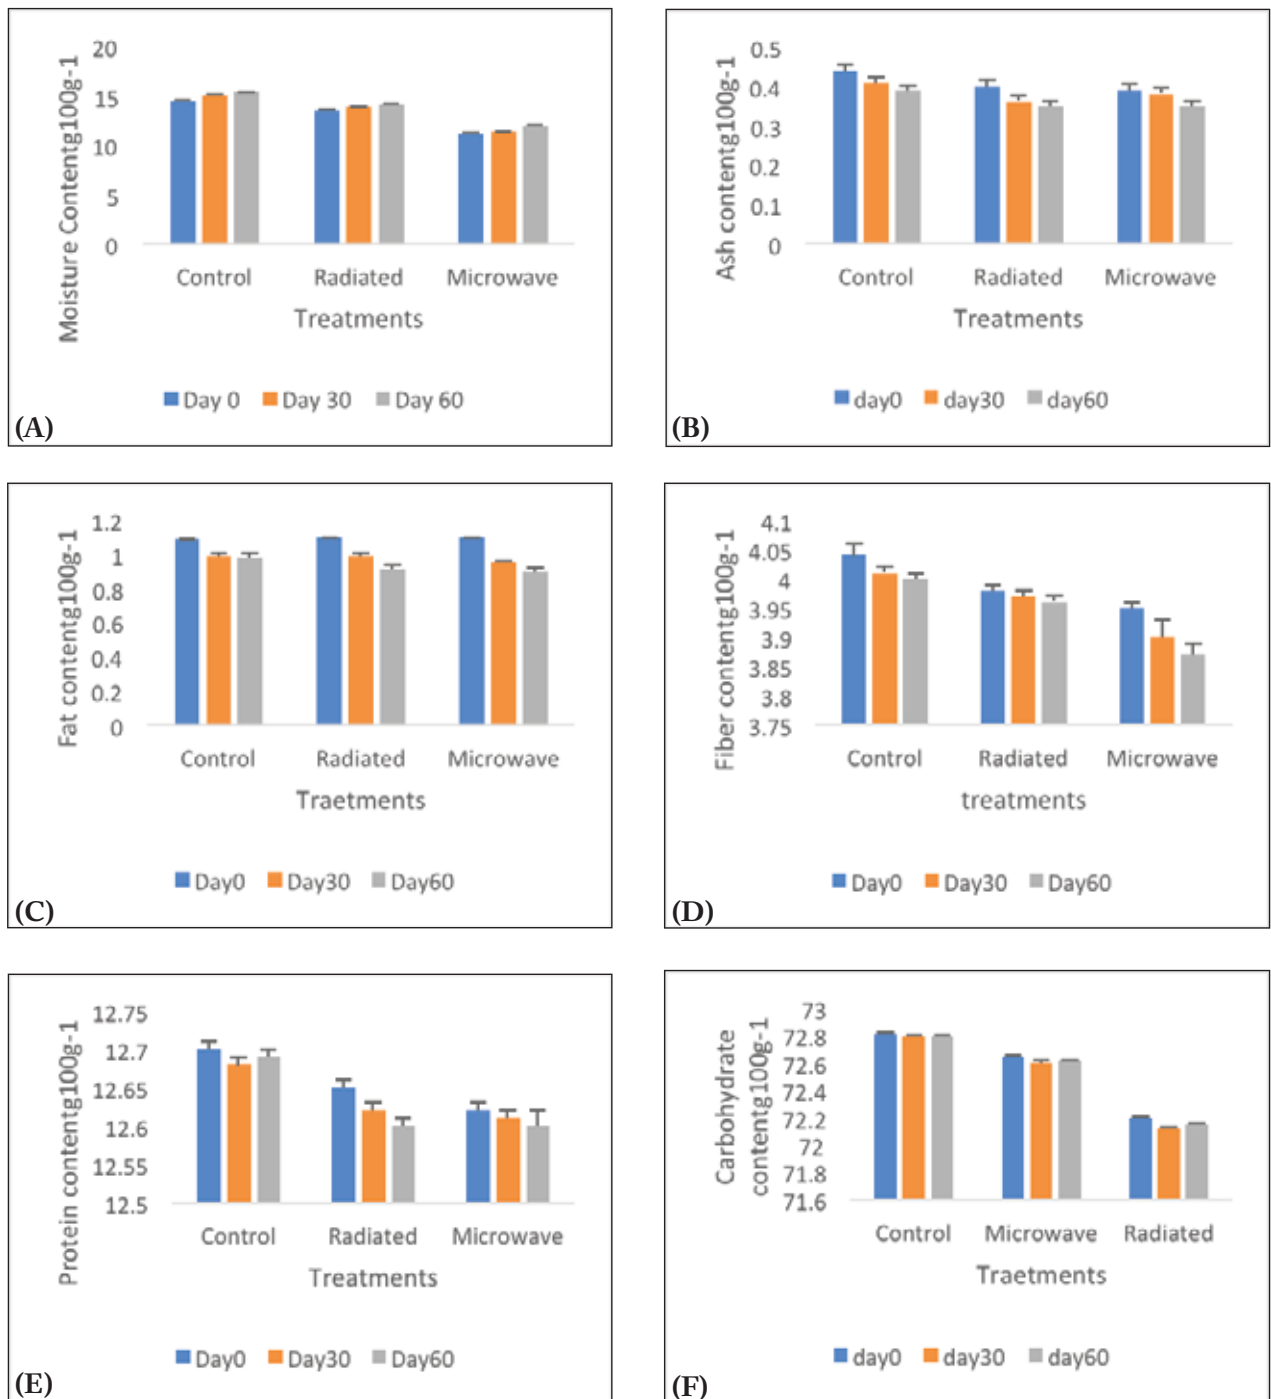 Moisture Contentg100g-1
20
15
10
5
0
Control Radiated Microwave
Treatments
Day 0 Day 30 Day 60
(A)
Ash contentg100g-1
0.5
0.4
0.3
0.2
0.1
0
Control Radiated Microwave
Treatments
day0 day30 day60
(B)
Fat contentg100g-1
1.2
1
0.8
0.6
0.4
0.2
0
Control Radiated Microwave
Traetments
Day0 Day30 Day60
(C)
Fiber contentg100g-1
4.1
4.05
4
3.95
3.9
3.85
3.8
3.75
Control Radiated Microwave
treatments
Day0 Day30 Day60
(D)
Protein contentg100g-1
12.75
12.7
12.65
12.6
12.55
12.5
Control Radiated Microwave
Treatments
Day0 Day30 Day60
(E)
Carbohydrate
contentg100g-1
73
72.8
72.6
72.4
72.2
72
71.8
71.6
Control Microwave Radiated
Traetments
day0 day30 day60
(F)